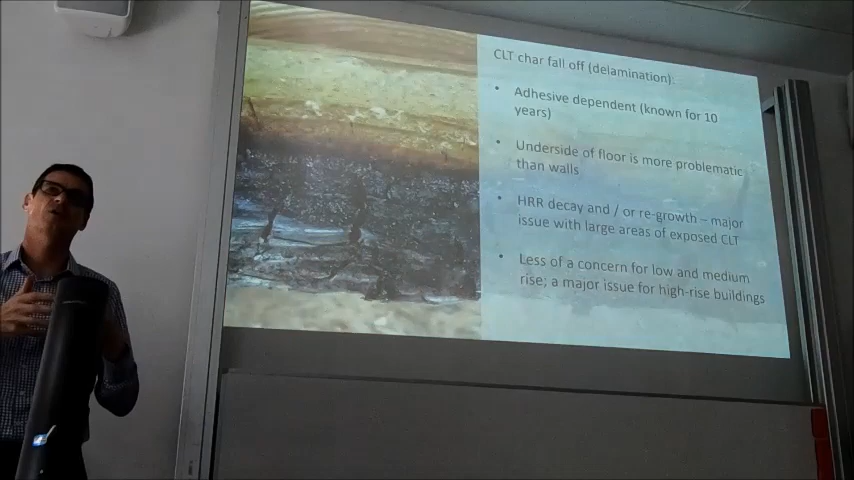 CLT char fall off (delamination):
• Adhesive dependent (known for 10
years)
• Underside of floor is more problematic
than walls
• HRR decay and / or re-growth – major
issue with large areas of exposed CLT
• Less of a concern for low and medium
rise; a major issue for high-rise buildings